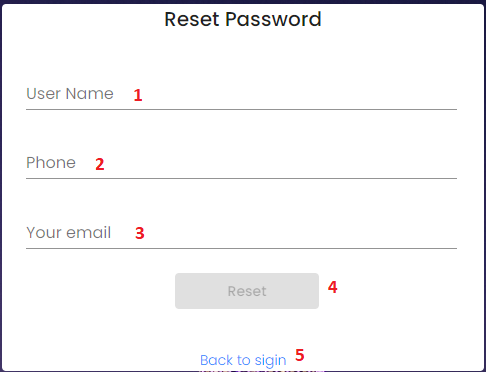 Reset Password
User Name 1
Phone 2
Your email 3
Reset 4
Back to sigin 5